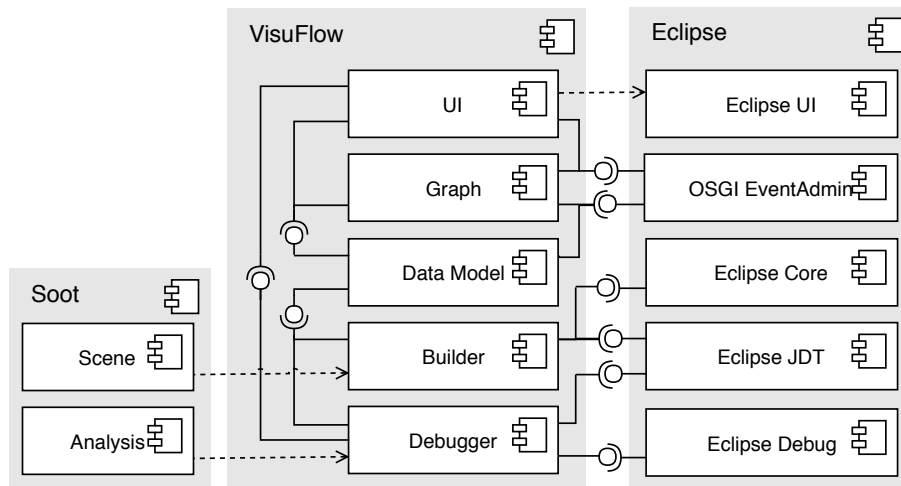 VisuFlow
Eclipse
UI
Eclipse UI
Graph
OSGI EventAdmin
Data Model
Eclipse Core
Soot
Scene
Builder
Eclipse JDT
Analysis
Debugger
Eclipse Debug